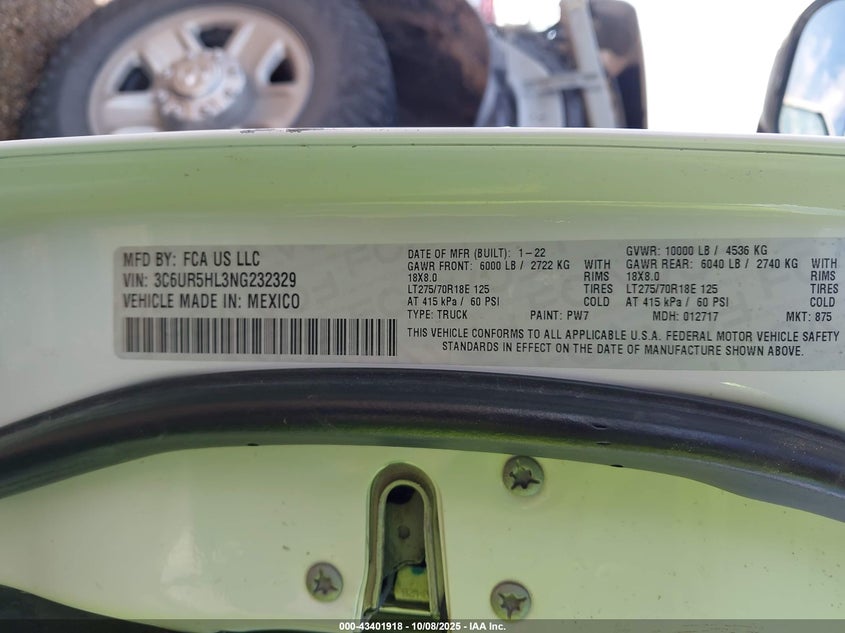 MFD BY: FCA US LLC
VIN: 3C6UR5HL3NG232329
VEHICLE MADE IN: MEXICO
DATE OF MFR (BUILT): 1-22
GVWR: 10000 LB / 4536 KG
GAWR FRONT: 6000 LB / 2722 KG WITH
GAWR REAR: 6040 LB / 2740 KG WITH
18X8.0 RIMS
18X8.0 RIMS
LT275/70R18E 125 TIRES
LT275/70R18E 125 TIRES
AT 415 kPa / 60 PSI COLD
AT 415 kPa / 60 PSI COLD
TYPE: TRUCK PAINT: PW7 MDH: 012717 MKT: 875
THIS VEHICLE CONFORMS TO ALL APPLICABLE U.S.A. FEDERAL MOTOR VEHICLE SAFETY
STANDARDS IN EFFECT ON THE DATE OF MANUFACTURE SHOWN ABOVE.
000-43401918 - 10/08/2025 - IAA Inc.